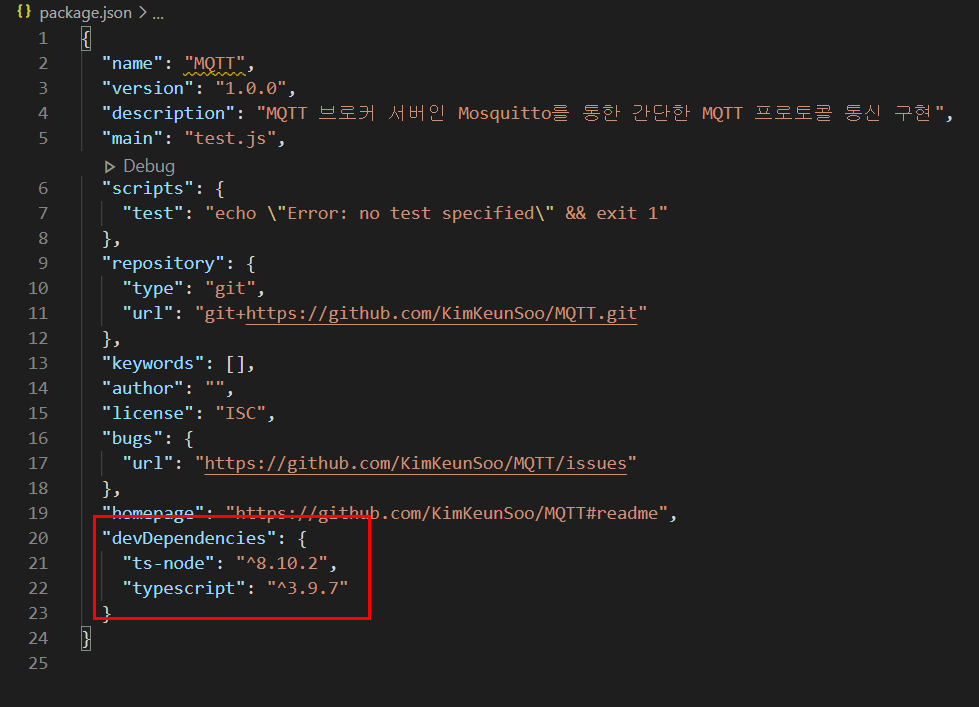 {} package.json > ...
1 {
2 "name": "MQTT",
3 "version": "1.0.0",
4 "description": "MQTT 브로커 서버인 Mosquitto를 통한 간단한 MQTT 프로토콜 통신 구현",
5 "main": "test.js",
Debug
6 "scripts": {
7 "test": "echo \"Error: no test specified\" && exit 1"
8 },
9 "repository": {
10 "type": "git",
11 "url": "git+https://github.com/KimKeunSoo/MQTT.git"
12 },
13 "keywords": [],
14 "author": "",
15 "license": "ISC",
16 "bugs": {
17 "url": "https://github.com/KimKeunSoo/MQTT/issues"
18 },
19 "homepage": "https://github.com/KimKeunSoo/MQTT#readme",
20 "devDependencies": {
21 "ts-node": "^8.10.2",
22 "typescript": "^3.9.7"
23 }
24 }
25